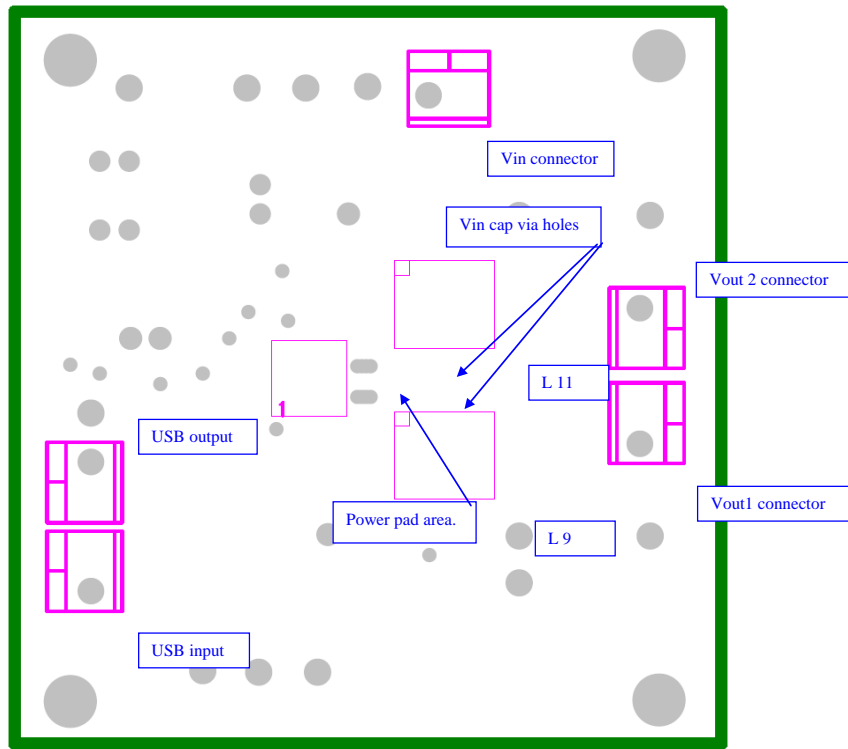 Vin connector
Vin cap via holes
Vout 2 connector
L 11
1
USB output
Vout1 connector
Power pad area.
L 9
USB input